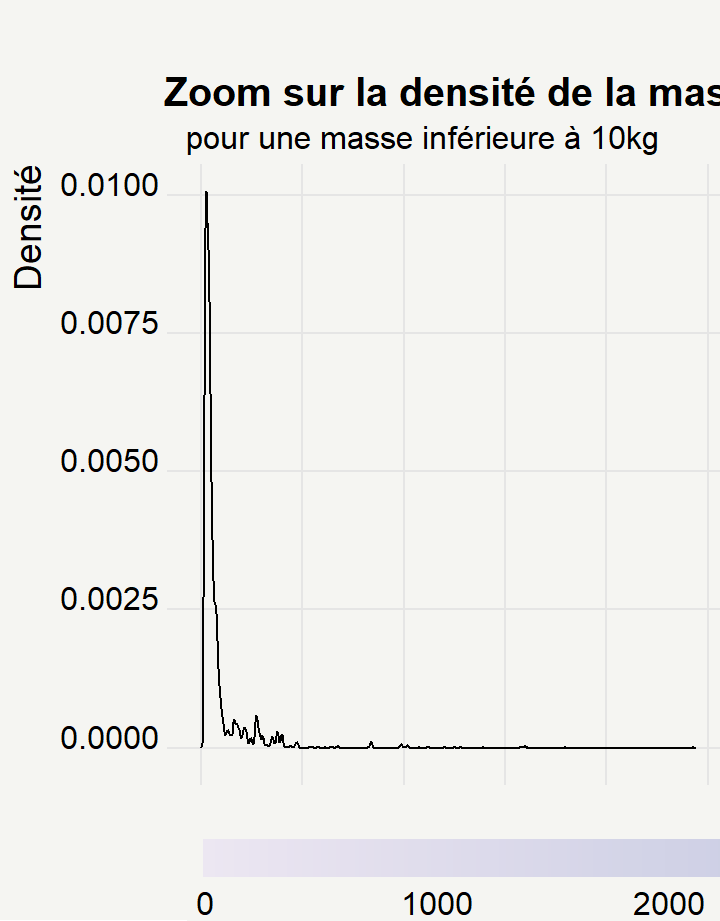 Zoom sur la densité de la mas
pour une masse inférieure à 10kg
Densité
0.0100
0.0075
0.0050
0.0025
0.0000
0 1000 2000